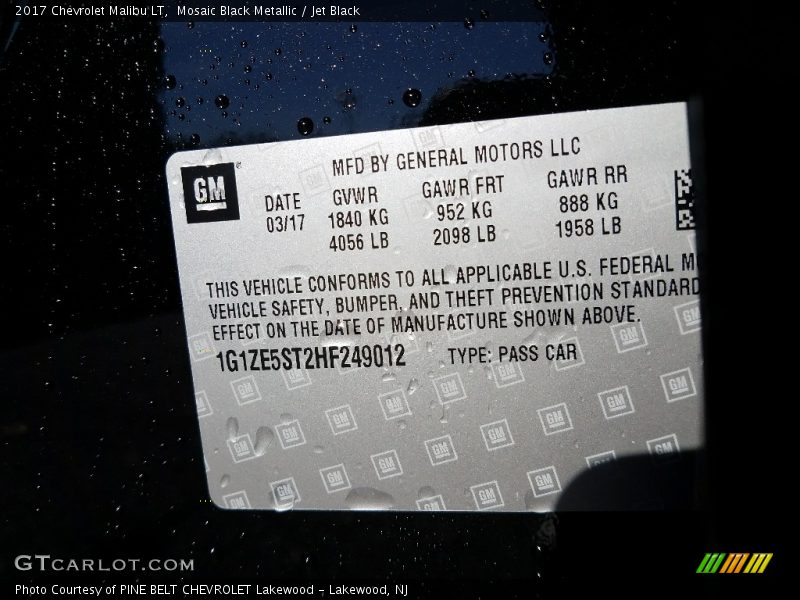 2017 Chevrolet Malibu LT, Mosaic Black Metallic / Jet Black
MFD BY GENERAL MOTORS LLC
GM
DATE GVWR GAWR FRT GAWR RR
03/17 1840 KG 952 KG 888 KG
4056 LB 2098 LB 1958 LB
THIS VEHICLE CONFORMS TO ALL APPLICABLE U.S. FEDERAL M
VEHICLE SAFETY, BUMPER, AND THEFT PREVENTION STANDARD
EFFECT ON THE DATE OF MANUFACTURE SHOWN ABOVE.
1G1ZE5ST2HF249012 TYPE: PASS CAR
GTCARLOT.COM
Photo Courtesy of PINE BELT CHEVROLET Lakewood - Lakewood, NJ